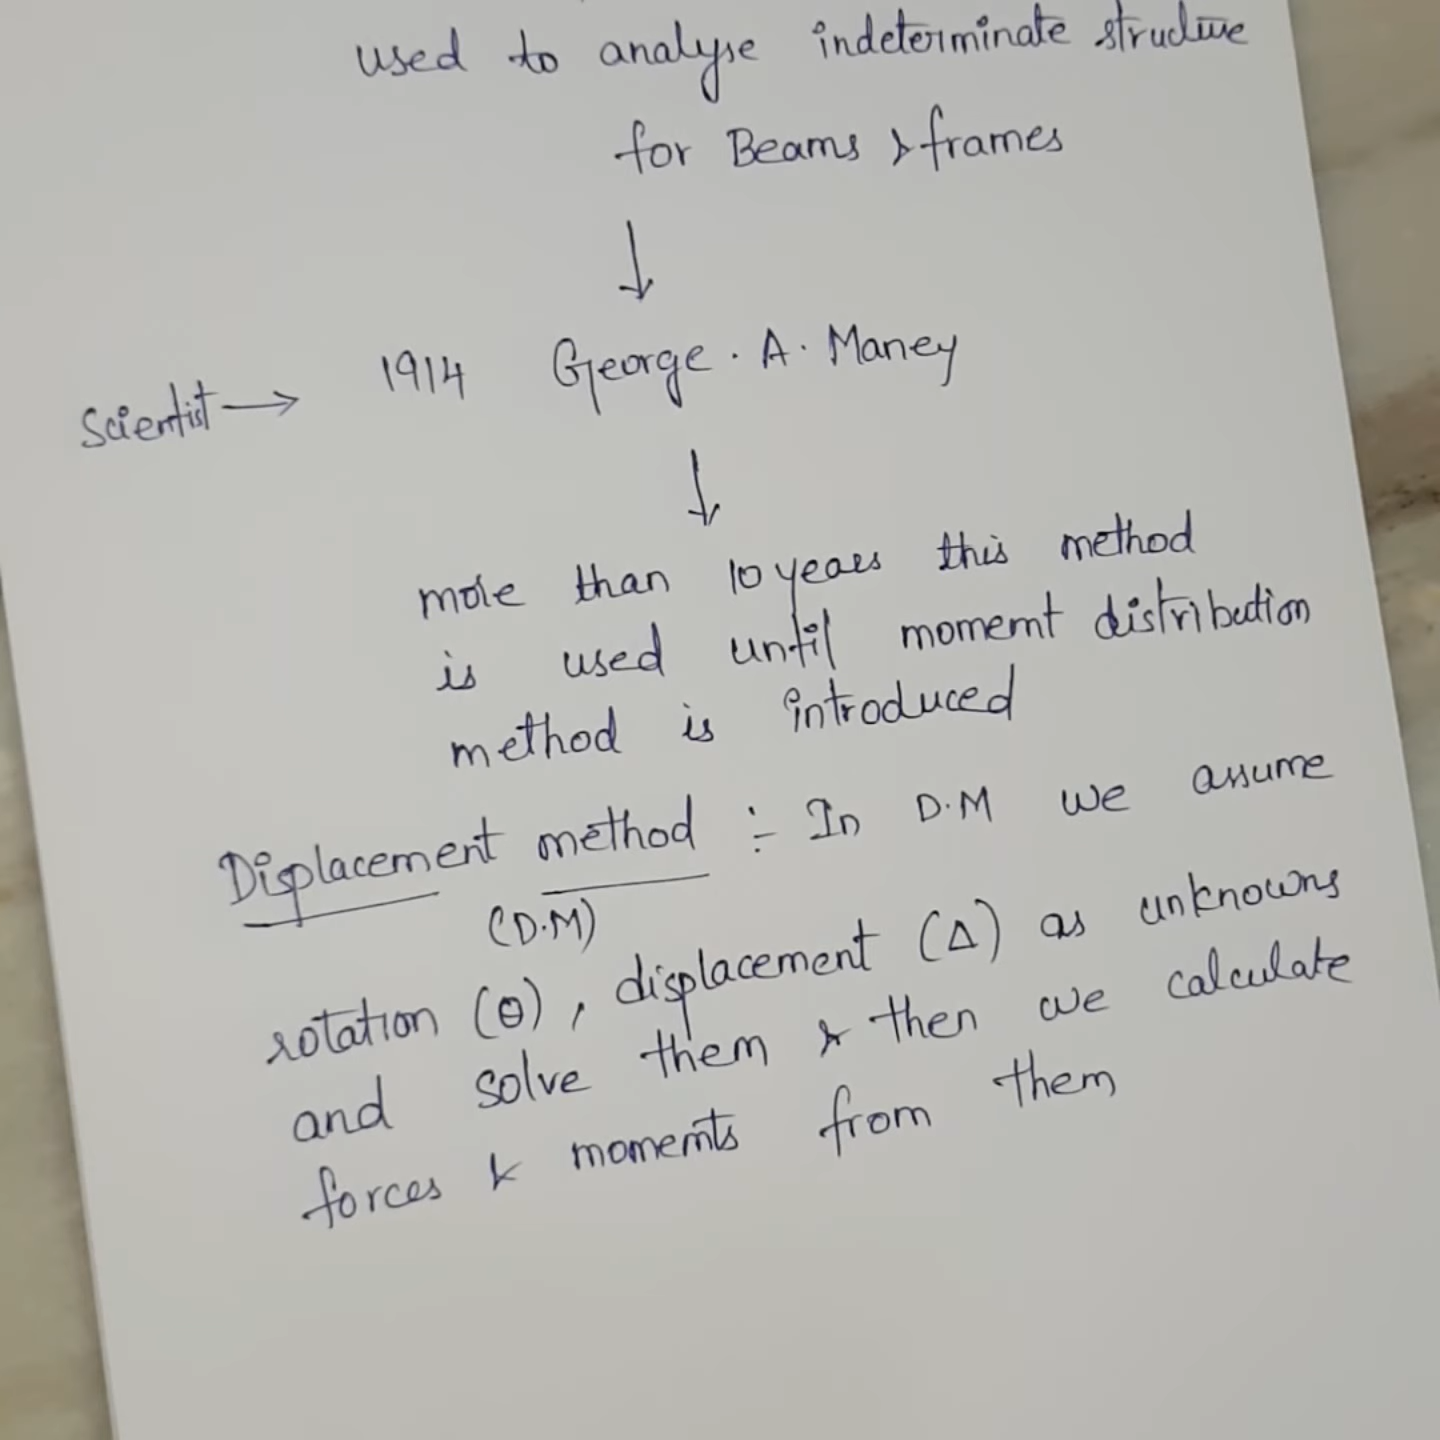 used to analyse indeterminate structure
for Beams & frames
↓
Scientist → 1914 George. A. Maney
↓
more than 10 years this method
is used until moment distribution
method is introduced
Displacement method :- In D.M we assume
(D.M)
rotation (θ), displacement (Δ) as unknowns
and solve them & then we calculate
forces & moments from them